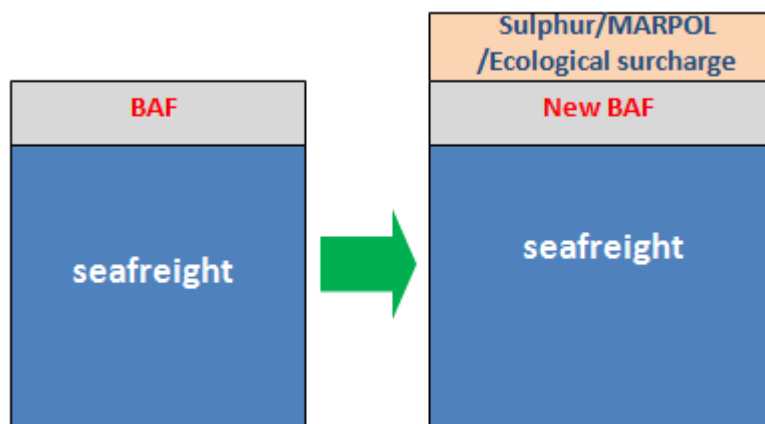 BAF
seafreight
Sulphur/MARPOL
/Ecological surcharge
New BAF
seafreight